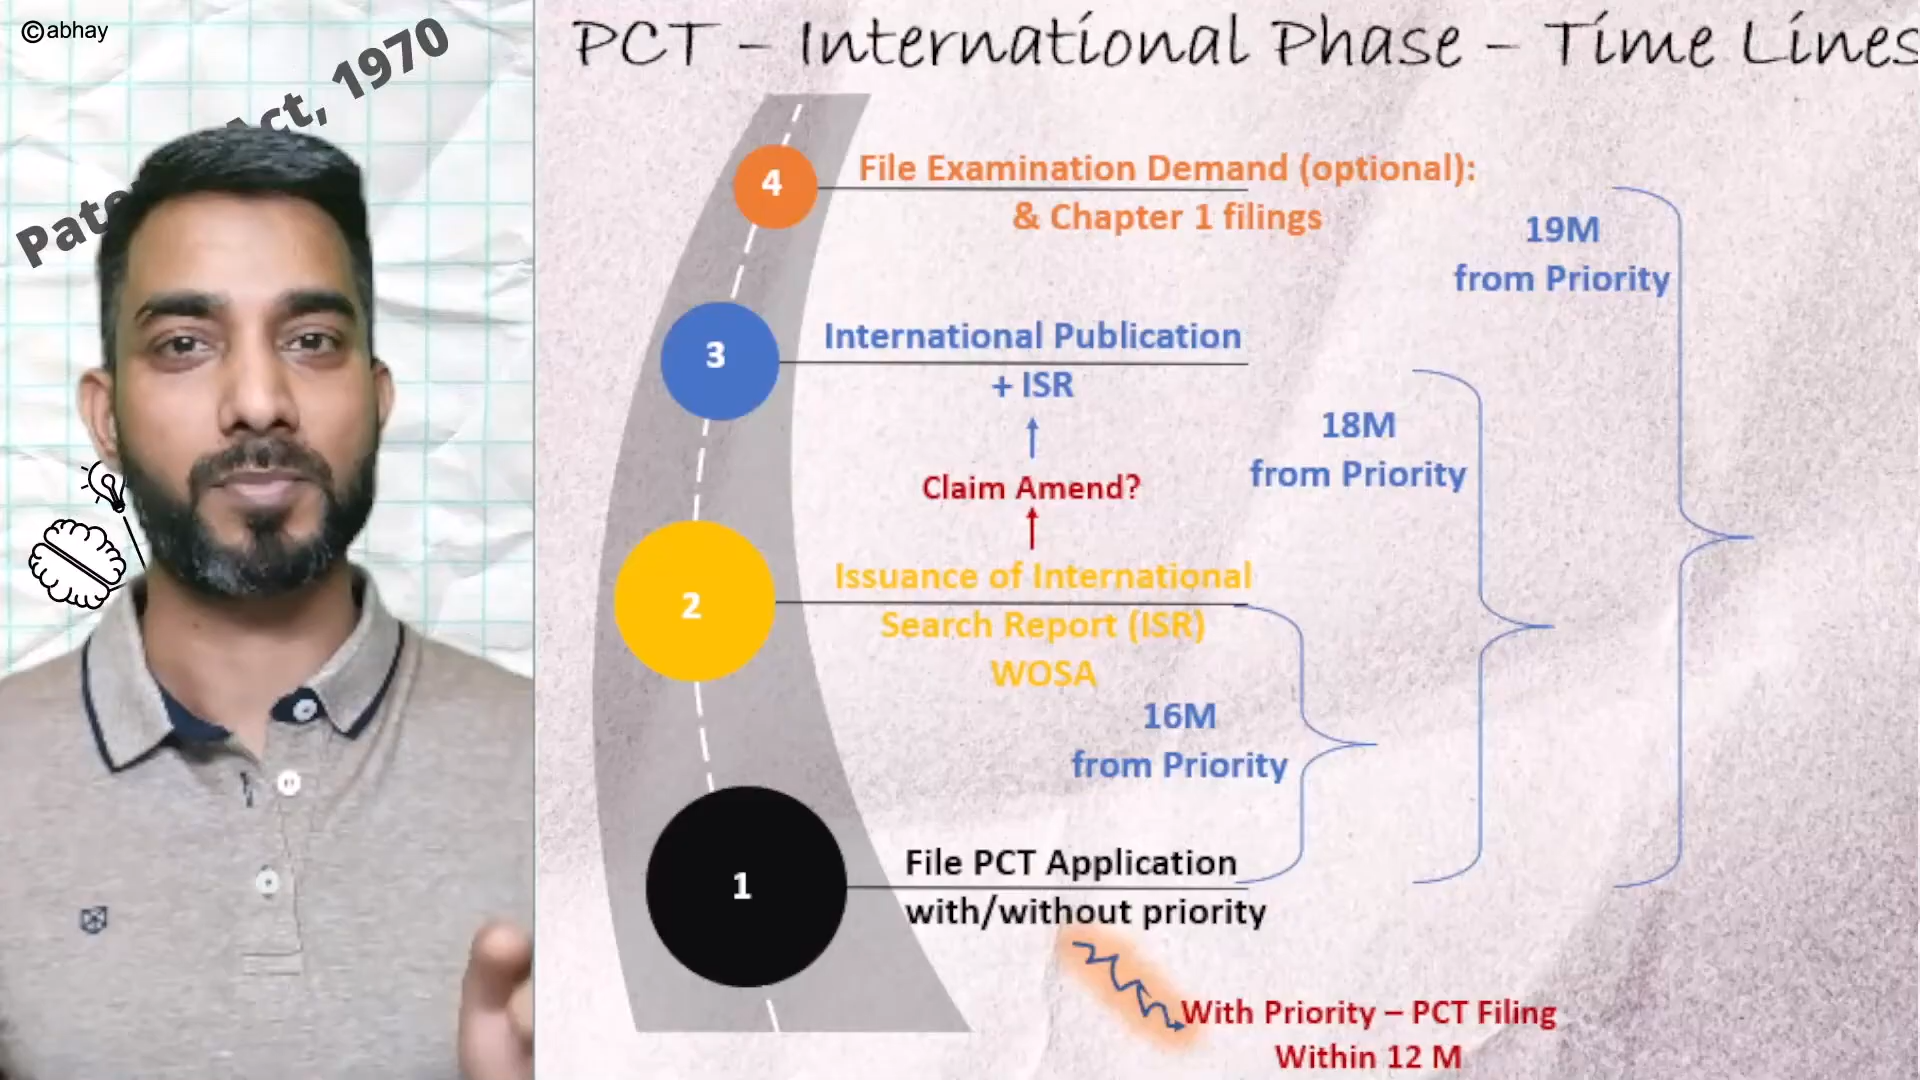 ©abhay
Act, 1970
PCT – International Phase – Time Lines
4
File Examination Demand (optional):
& Chapter 1 filings
19M
from Priority
3
International Publication
+ ISR
18M
from Priority
Claim Amend?
2
Issuance of International
Search Report (ISR)
WOSA
16M
from Priority
1
File PCT Application
with/without priority
With Priority – PCT Filing
Within 12 M